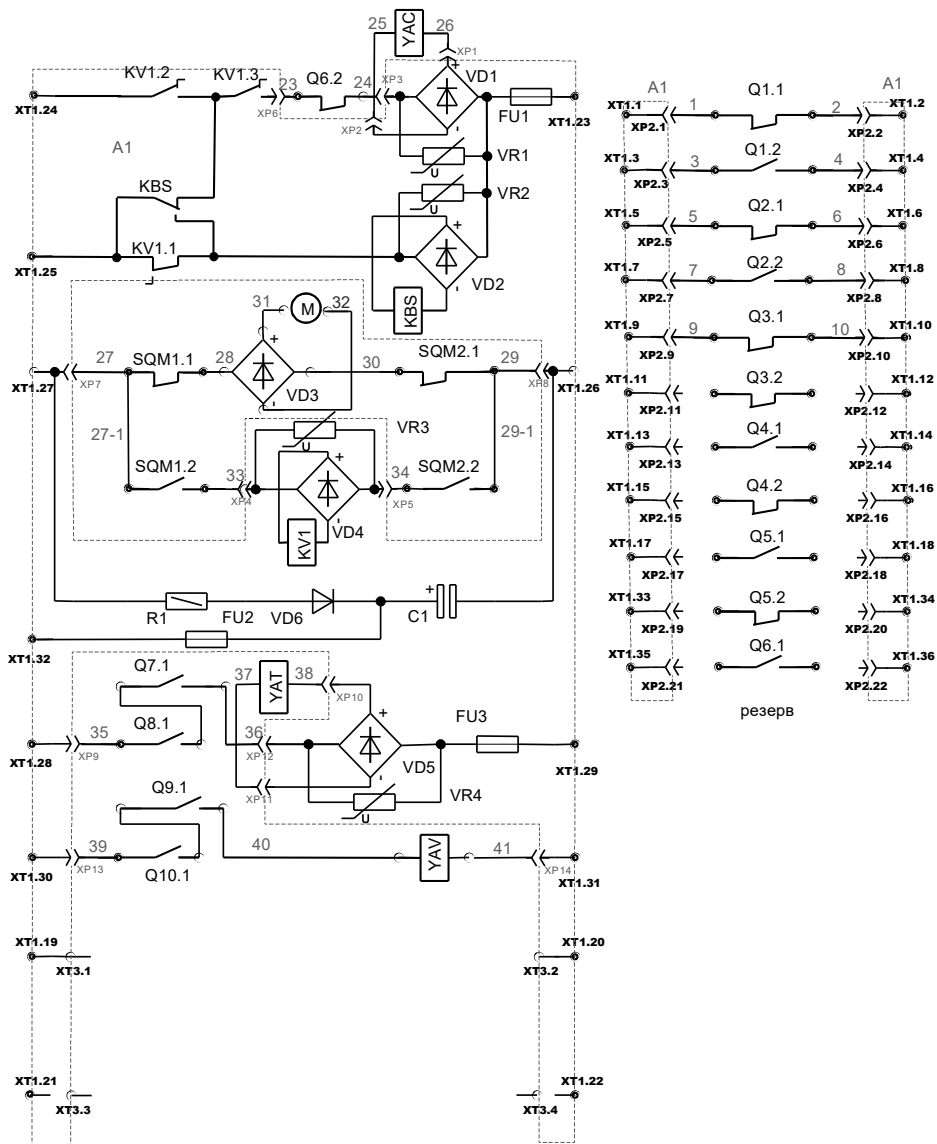 25
26
YAC
XP1
KV1.2
KV1.3
23
Q6.2
24
XP3
VD1
+
XT1.24
XP6
XP2
-
FU1
XT1.23
A1
VR1
U
KBS
VR2
U
KV1.1
+
XT1.25
VD2
-
KBS
31
M
32
+
27
SQM1.1
28
30
SQM2.1
29
XT1.27
XP7
VD3
XP8
XT1.26
-
27-1
VR3
29-1
U
SQM1.2
33
+
34
SQM2.2
XP4
XP5
VD4
-
KV1
R1
FU2
VD6
+
C1
XT1.32
Q7.1
37
YAT
38
XP10
+
35
Q8.1
36
FU3
XT1.28
XP9
XP12
VD5
XT1.29
-
XP11
VR4
U
Q9.1
39
40
YAV
41
XT1.30
XP13
Q10.1
XP14
XT1.31
XT1.19
XT1.20
XT3.1
XT3.2
XT1.21
XT1.22
XT3.3
XT3.4
A1
A1
XT1.1
1
Q1.1
2
XT1.2
XP2.1
XP2.2
XT1.3
3
Q1.2
4
XT1.4
XP2.3
XP2.4
XT1.5
5
Q2.1
6
XT1.6
XP2.5
XP2.6
XT1.7
7
Q2.2
8
XT1.8
XP2.7
XP2.8
XT1.9
9
Q3.1
10
XT1.10
XP2.9
XP2.10
XT1.11
Q3.2
XT1.12
XP2.11
XP2.12
XT1.13
Q4.1
XT1.14
XP2.13
XP2.14
XT1.15
Q4.2
XT1.16
XP2.15
XP2.16
XT1.17
Q5.1
XT1.18
XP2.17
XP2.18
XT1.33
Q5.2
XT1.34
XP2.19
XP2.20
XT1.35
Q6.1
XT1.36
XP2.21
XP2.22
резерв